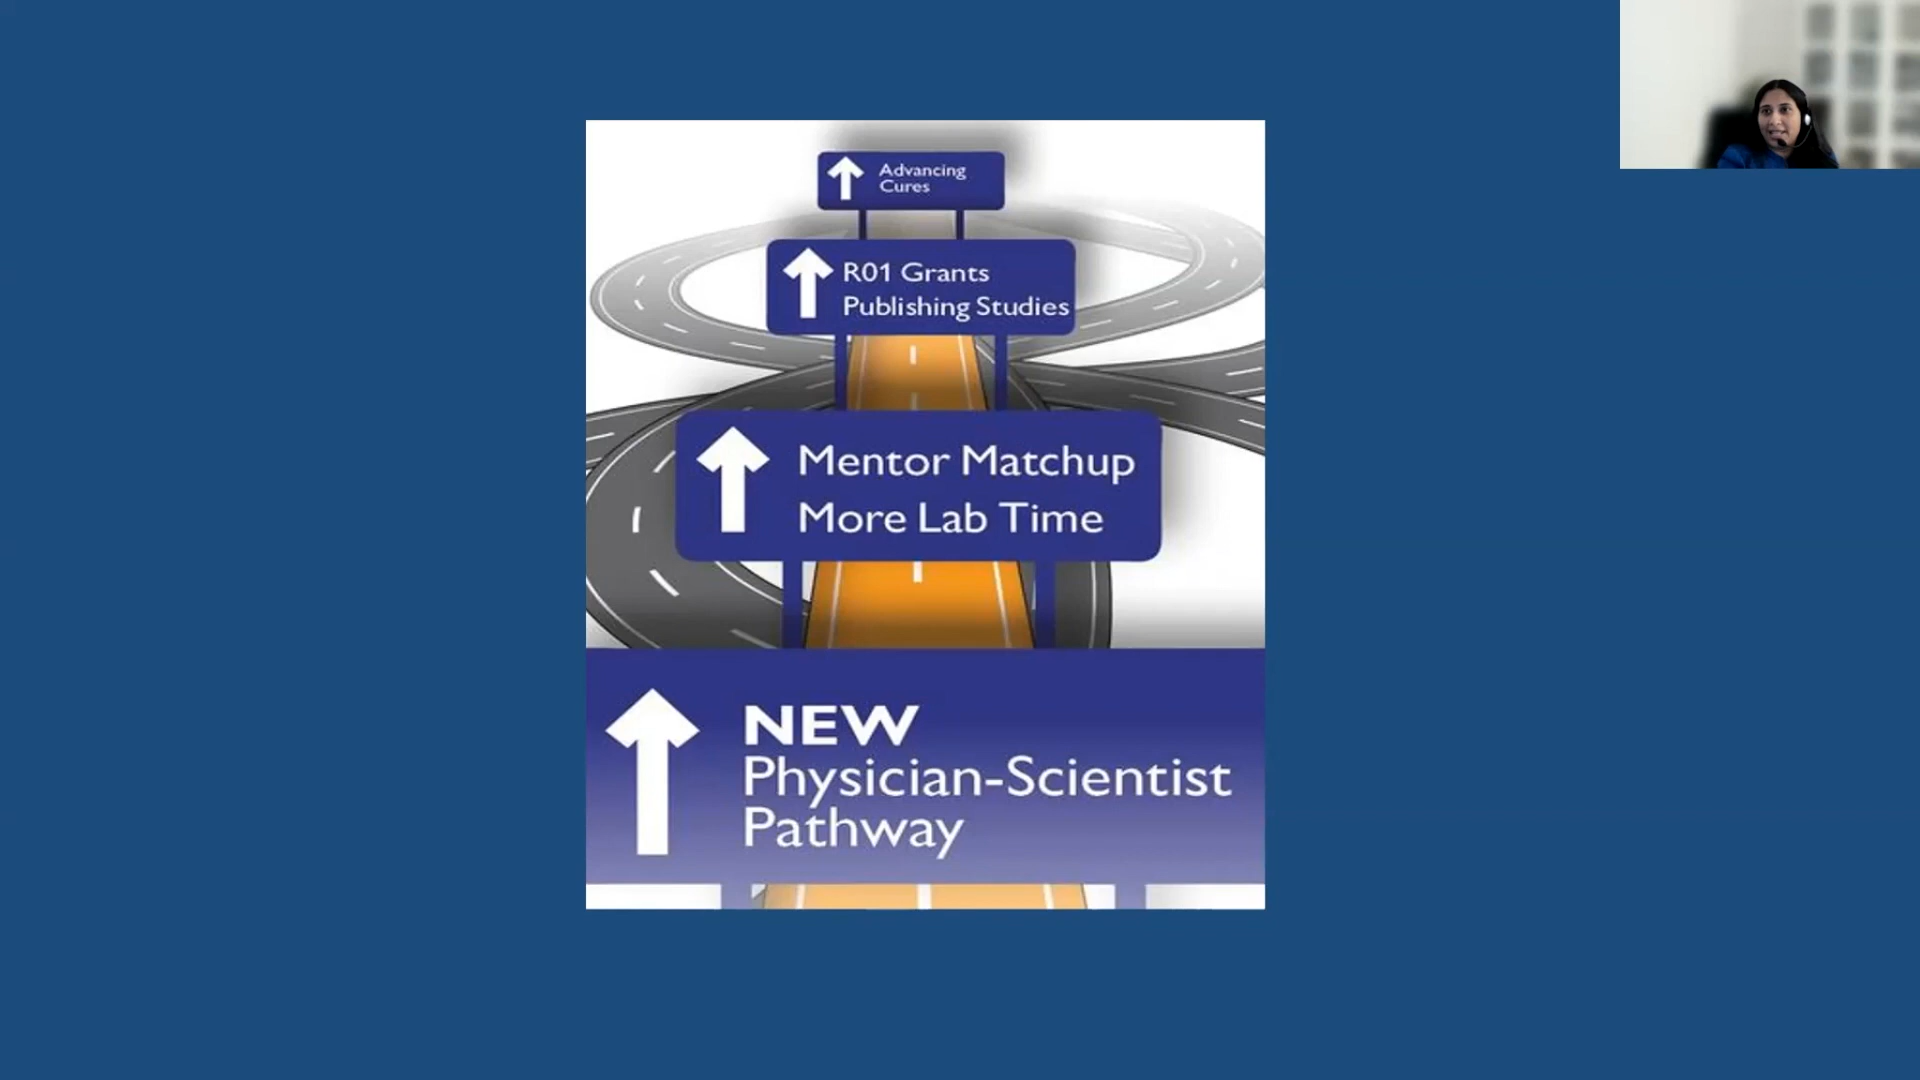 Advancing
Cures
R01 Grants
Publishing Studies
Mentor Matchup
More Lab Time
NEW
Physician-Scientist
Pathway